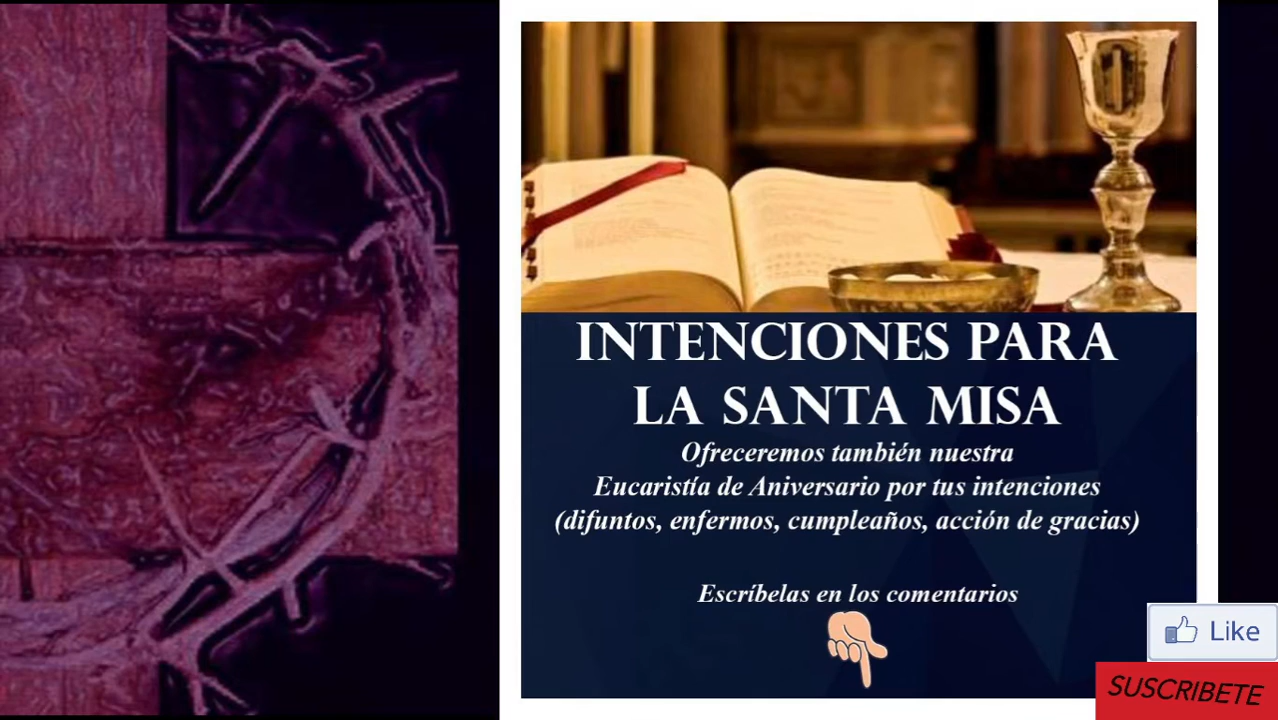 INTENCIONES PARA
LA SANTA MISA
Ofreceremos también nuestra
Eucaristía de Aniversario por tus intenciones
(difuntos, enfermos, cumpleaños, acción de gracias)
Escríbelas en los comentarios
Like
SUSCRIBETE